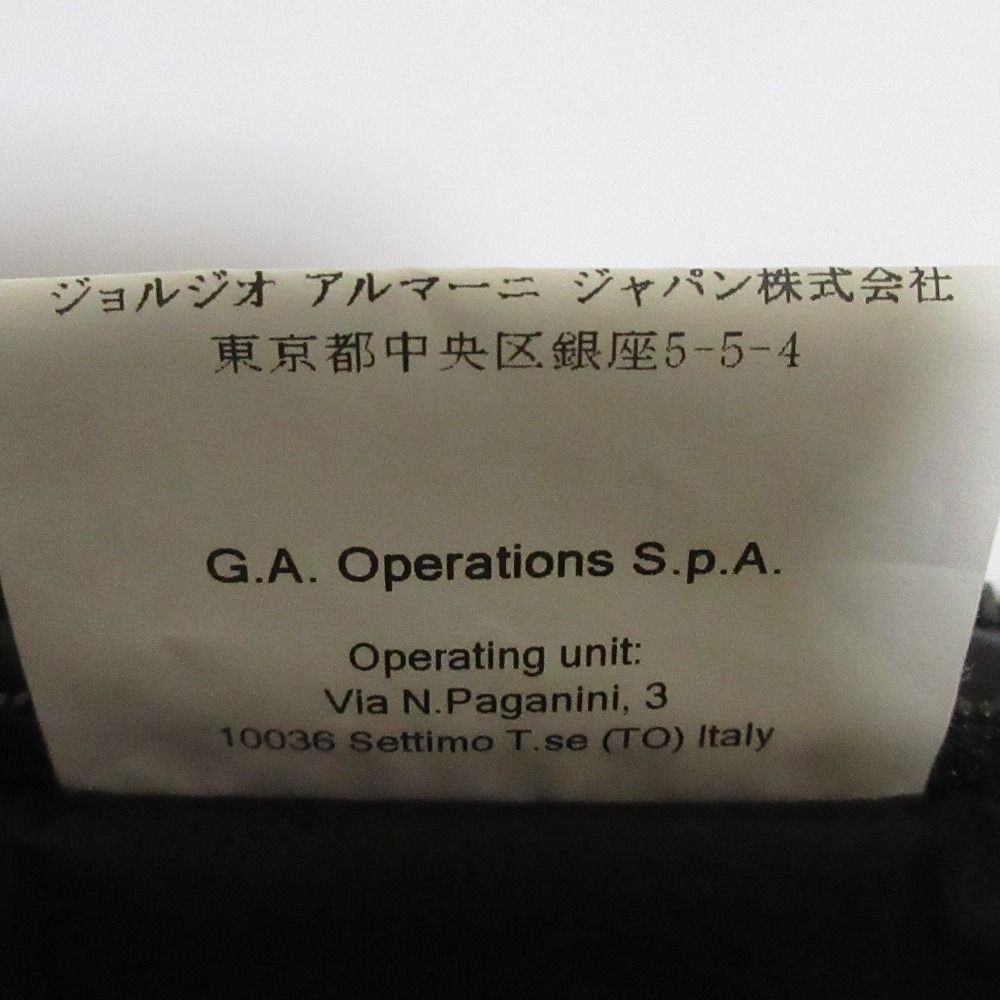 ジョルジオ アルマーニ ジャパン株式会社
東京都中央区銀座5-5-4
G.A. Operations S.p.A.
Operating unit:
Via N.Paganini, 3
10036 Settimo T.se (TO) Italy